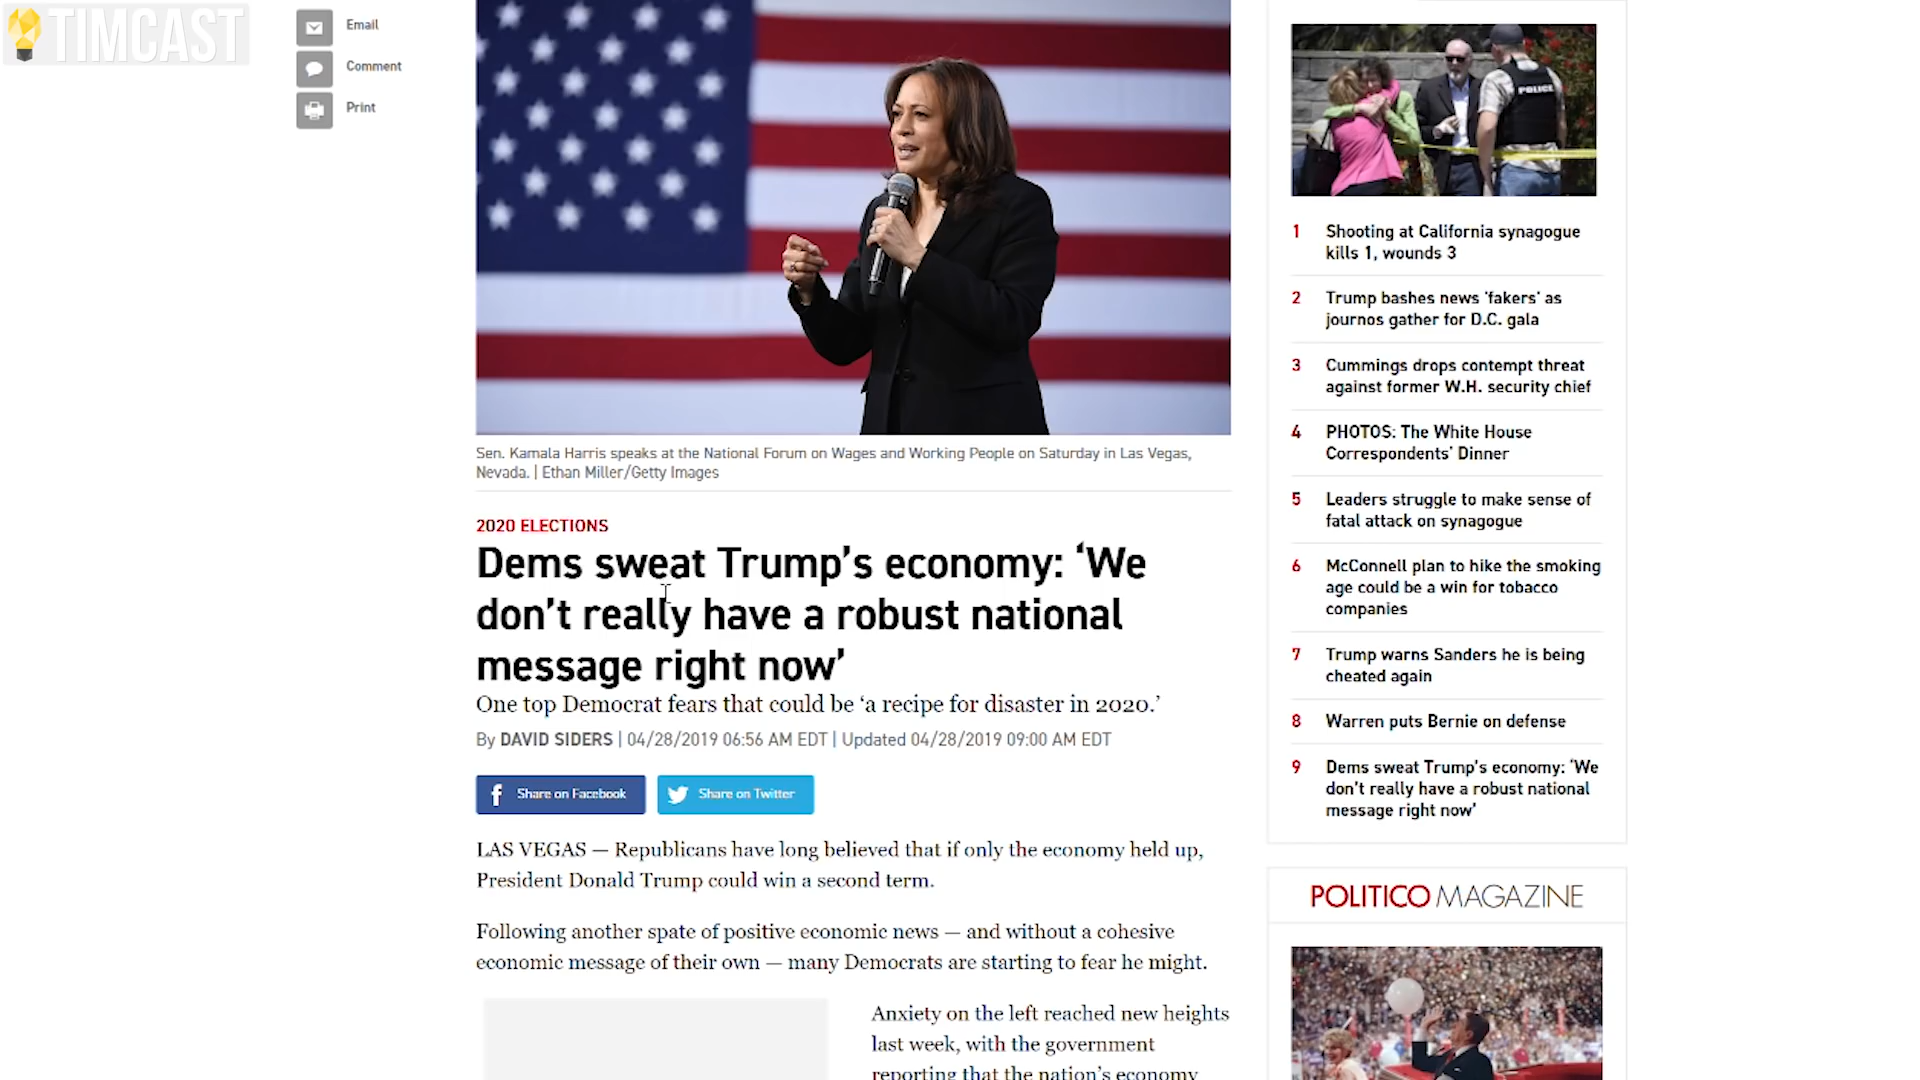 TIMCAST
Email
Comment
Print
POLICE
Sen. Kamala Harris speaks at the National Forum on Wages and Working People on Saturday in Las Vegas,
Nevada. | Ethan Miller/Getty Images
2020 ELECTIONS
Dems sweat Trump’s economy: ‘We
don’t really have a robust national
message right now’
One top Democrat fears that could be ‘a recipe for disaster in 2020.’
By DAVID SIDERS | 04/28/2019 06:56 AM EDT | Updated 04/28/2019 09:00 AM EDT
f Share on Facebook
Share on Twitter
LAS VEGAS — Republicans have long believed that if only the economy held up,
President Donald Trump could win a second term.
Following another spate of positive economic news — and without a cohesive
economic message of their own — many Democrats are starting to fear he might.
Anxiety on the left reached new heights
last week, with the government
reporting that the nation’s economy
1 Shooting at California synagogue
kills 1, wounds 3
2 Trump bashes news ‘fakers’ as
journos gather for D.C. gala
3 Cummings drops contempt threat
against former W.H. security chief
4 PHOTOS: The White House
Correspondents’ Dinner
5 Leaders struggle to make sense of
fatal attack on synagogue
6 McConnell plan to hike the smoking
age could be a win for tobacco
companies
7 Trump warns Sanders he is being
cheated again
8 Warren puts Bernie on defense
9 Dems sweat Trump’s economy: ‘We
don’t really have a robust national
message right now’
POLITICO MAGAZINE